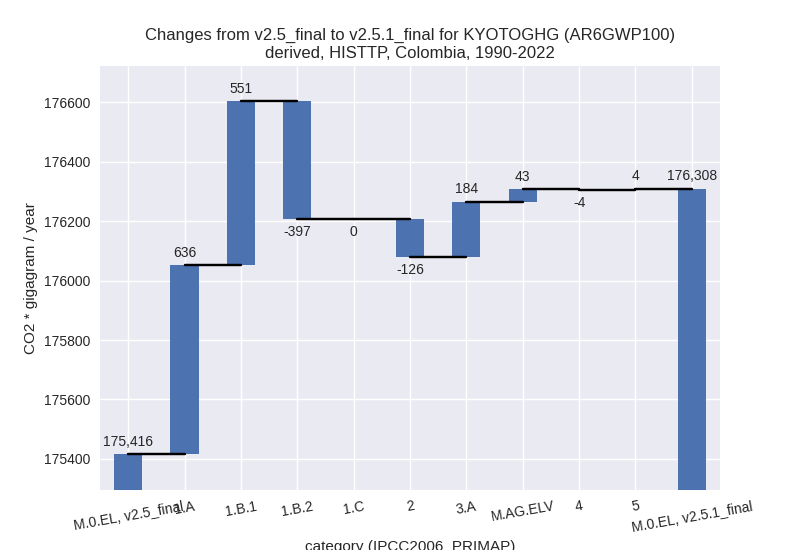 Changes from v2.5_final to v2.5.1_final for KYOTOGHG (AR6GWP100)
derived, HISTTP, Colombia, 1990-2022
CO2 * gigagram / year
176600
176400
176200
176000
175800
175600
175400
175,416
636
551
-397
0
-126
184
43
-4
4
176,308
M.0.EL, v2.5_final
1.A
1.B.1
1.B.2
1.C
2
3.A
M.AG.ELV
4
5
M.0.EL, v2.5.1_final
category (IPCC2006_PRIMAP)